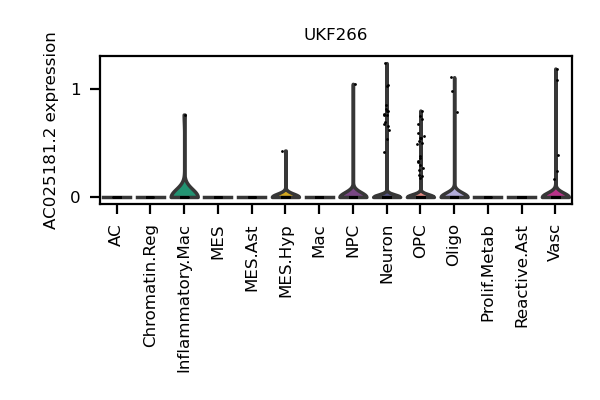 UKF266
AC025181.2 expression
1
0
AC
Chromatin.Reg
Inflammatory.Mac
MES
MES.Ast
MES.Hyp
Mac
NPC
Neuron
OPC
Oligo
Prolif.Metab
Reactive.Ast
Vasc